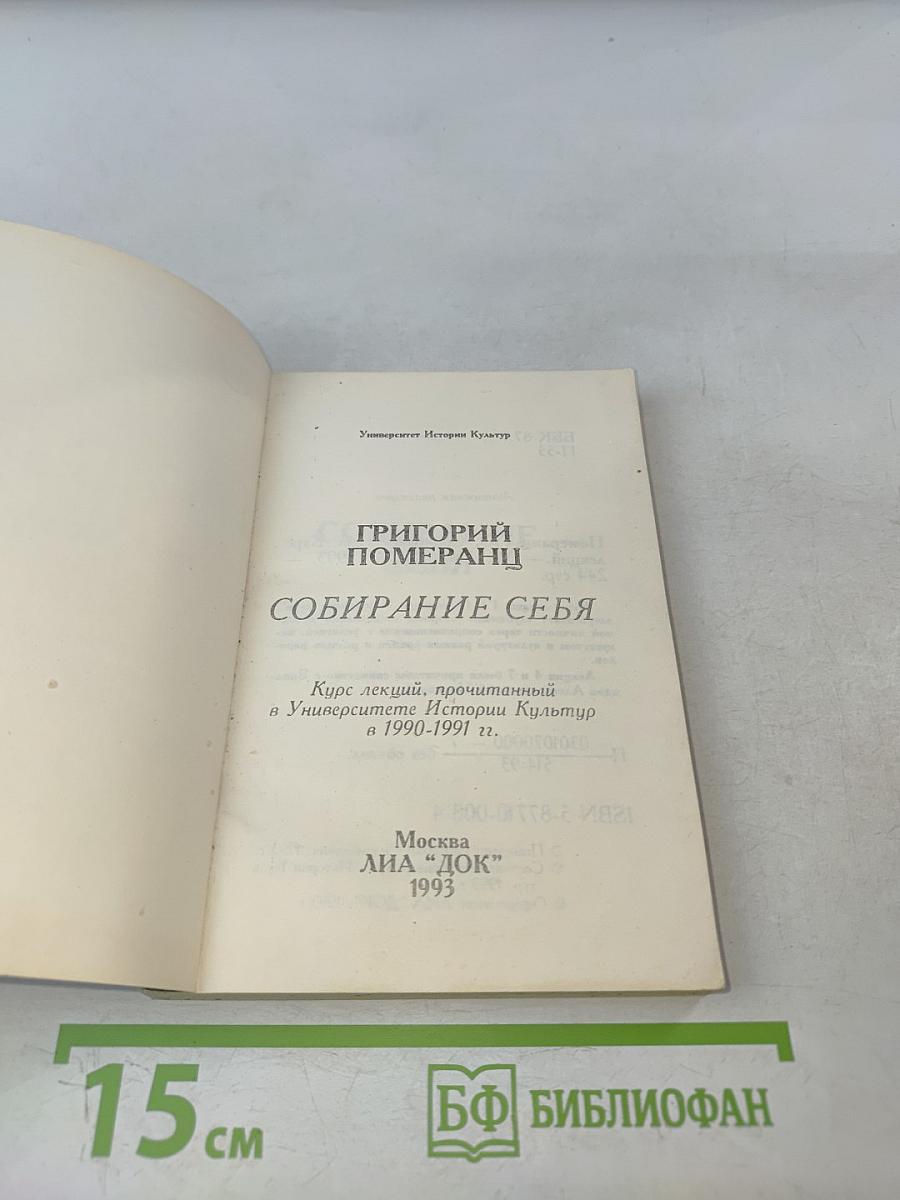 Университет Истории Культур
ГРИГОРИЙ
ПОМЕРАНЦ
СОБИРАНИЕ СЕБЯ
Курс лекций, прочитанный
в Университете Истории Культур
в 1990-1991 гг.
Москва
ЛИА "ДОК"
1993
15 см
БФ БИБЛИОФАН